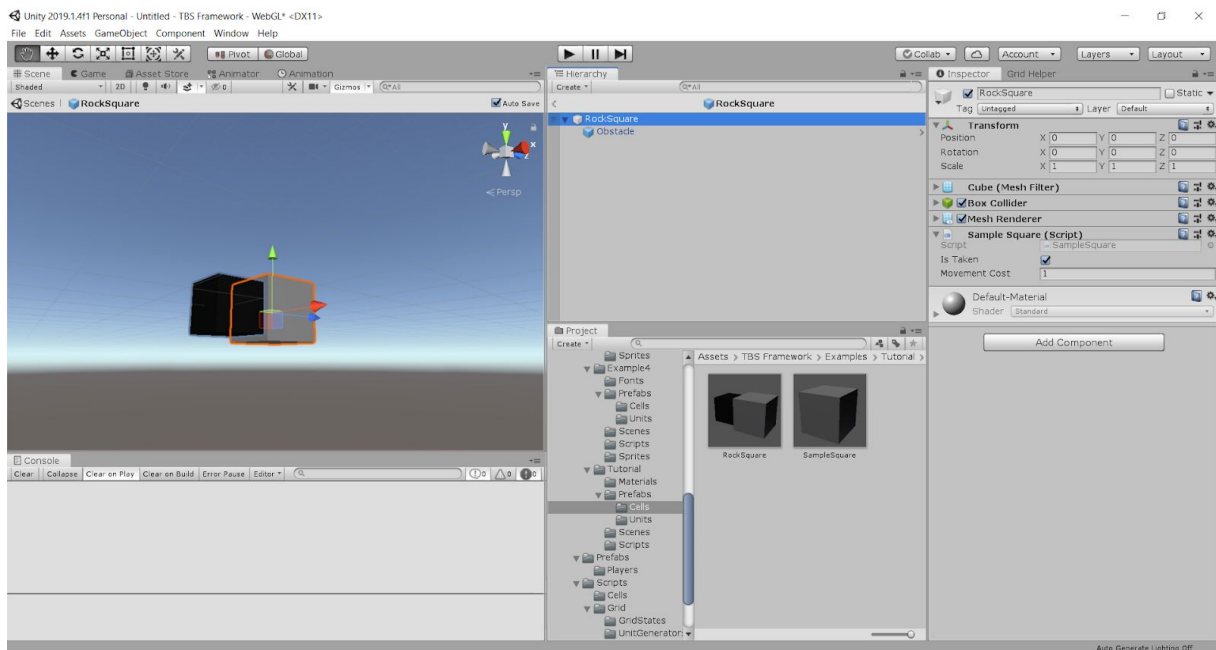 Unity 2019.1.4f1 Personal - Untitled - TBS Framework - WebGL* <DX11>
File Edit Assets GameObject Component Window Help
Pivot Global
Collab Account Layers Layout
Scene Game Asset Store Animator Animation
Shaded 2D 0 Gizmos All
Scenes RockSquare Auto Save
y x z
Persp
Console
Clear Collapse Clear on Play Clear on Build Error Pause Editor 0 0 0
Hierarchy
Create All
RockSquare
RockSquare
Obstacle
Project
Create
Sprites
Example4
Fonts
Prefabs
Cells
Units
Scenes
Scripts
Sprites
Tutorial
Materials
Prefabs
Cells
Units
Scenes
Scripts
Prefabs
Players
Scripts
Cells
Grid
GridStates
UnitGenerator
Assets > TBS Framework > Examples > Tutorial >
RockSquare SampleSquare
Inspector Grid Helper
RockSquare Static
Tag Untagged Layer Default
Transform
Position X 0 Y 0 Z 0
Rotation X 0 Y 0 Z 0
Scale X 1 Y 1 Z 1
Cube (Mesh Filter)
Box Collider
Mesh Renderer
Sample Square (Script)
Script SampleSquare
Is Taken
Movement Cost 1
Default-Material
Shader Standard
Add Component
Auto Generate Lighting Off